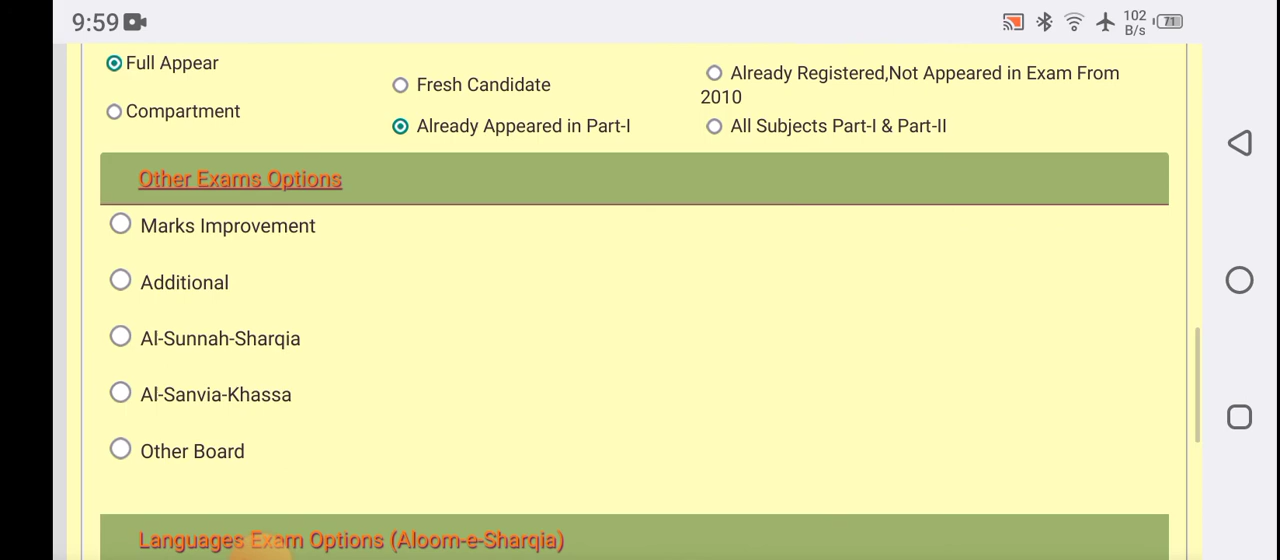 9:59
102
B/s
71
Full Appear
Compartment
Fresh Candidate
Already Appeared in Part-I
Already Registered,Not Appeared in Exam From
2010
All Subjects Part-I & Part-II
Other Exams Options
Marks Improvement
Additional
Al-Sunnah-Sharqia
Al-Sanvia-Khassa
Other Board
Languages Exam Options (Aloom-e-Sharqia)